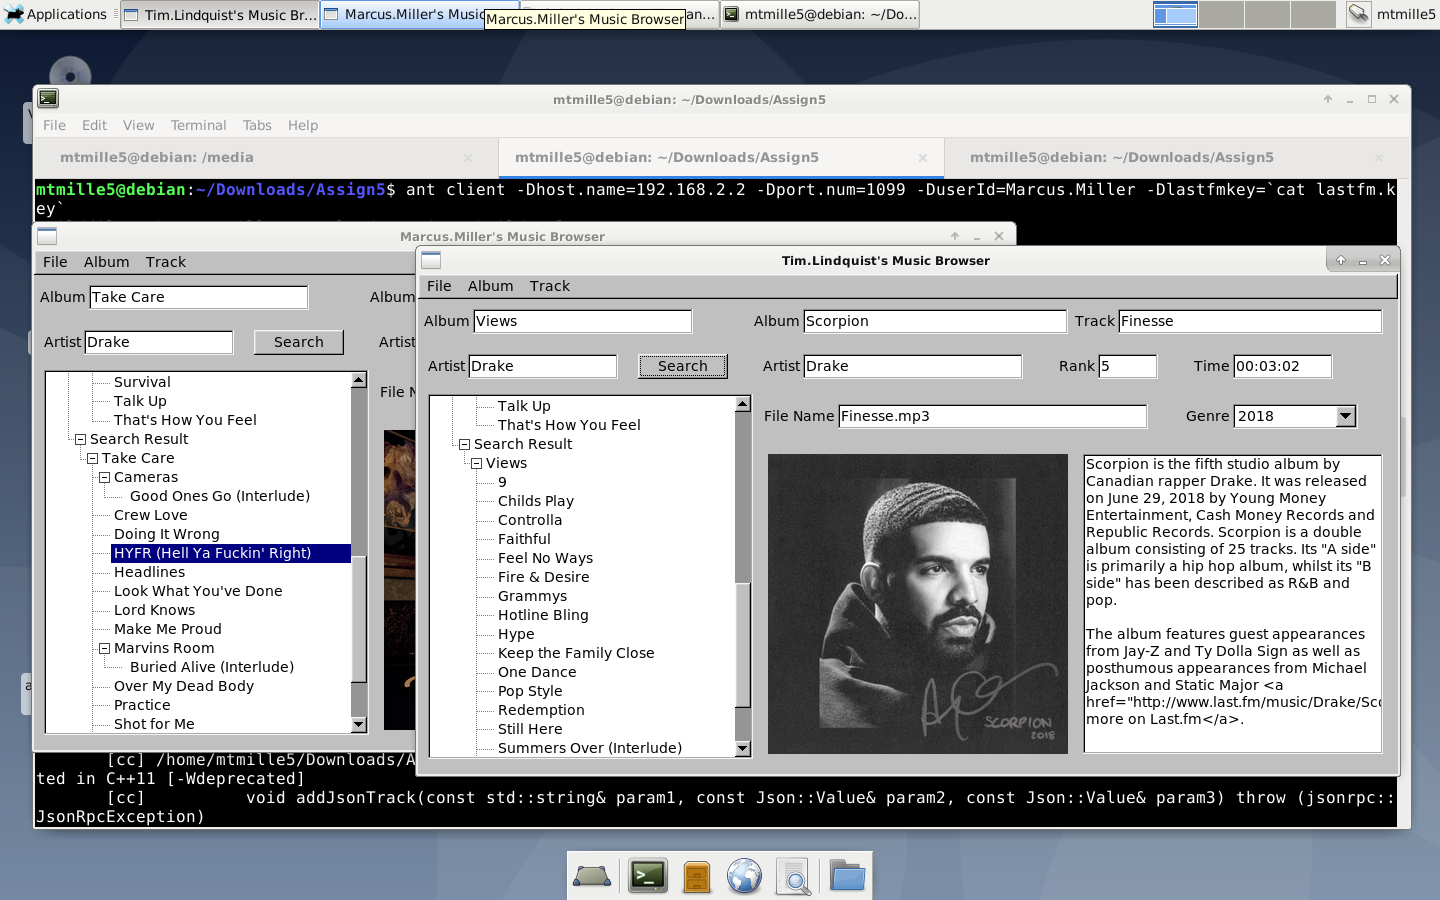 Applications
Tim.Lindquist's Music Br...
Marcus.Miller's Music
Marcus.Miller's Music Browser
an...
mtmille5@debian: ~/Do...
mtmille5
mtmille5@debian: ~/Downloads/Assign5
File Edit View Terminal Tabs Help
mtmille5@debian: /media
mtmille5@debian: ~/Downloads/Assign5
mtmille5@debian: ~/Downloads/Assign5
mtmille5@debian:~/Downloads/Assign5$ ant client -Dhost.name=192.168.2.2 -Dport.num=1099 -DuserId=Marcus.Miller -Dlastfmkey=`cat lastfm.k
ey`
Marcus.Miller's Music Browser
File Album Track
Album Take Care
Album
Artist Drake
Search
Artist
File N
Survival
Talk Up
That's How You Feel
Search Result
Take Care
Cameras
Good Ones Go (Interlude)
Crew Love
Doing It Wrong
HYFR (Hell Ya Fuckin' Right)
Headlines
Look What You've Done
Lord Knows
Make Me Proud
Marvins Room
Buried Alive (Interlude)
Over My Dead Body
Practice
Shot for Me
Tim.Lindquist's Music Browser
File Album Track
Album Views
Album Scorpion
Track Finesse
Artist Drake
Search
Artist Drake
Rank 5
Time 00:03:02
File Name Finesse.mp3
Genre 2018
Talk Up
That's How You Feel
Search Result
Views
9
Childs Play
Controlla
Faithful
Feel No Ways
Fire & Desire
Grammys
Hotline Bling
Hype
Keep the Family Close
One Dance
Pop Style
Redemption
Still Here
Summers Over (Interlude)
SCORPION
2018
Scorpion is the fifth studio album by
Canadian rapper Drake. It was released
on June 29, 2018 by Young Money
Entertainment, Cash Money Records and
Republic Records. Scorpion is a double
album consisting of 25 tracks. Its "A side"
is primarily a hip hop album, whilst its "B
side" has been described as R&B and
pop.
The album features guest appearances
from Jay-Z and Ty Dolla Sign as well as
posthumous appearances from Michael
Jackson and Static Major <a
href="http://www.last.fm/music/Drake/Sco
more on Last.fm</a>.
[cc] /home/mtmille5/Downloads/A
ted in C++11 [-Wdeprecated]
[cc] void addJsonTrack(const std::string& param1, const Json::Value& param2, const Json::Value& param3) throw (jsonrpc::
JsonRpcException)